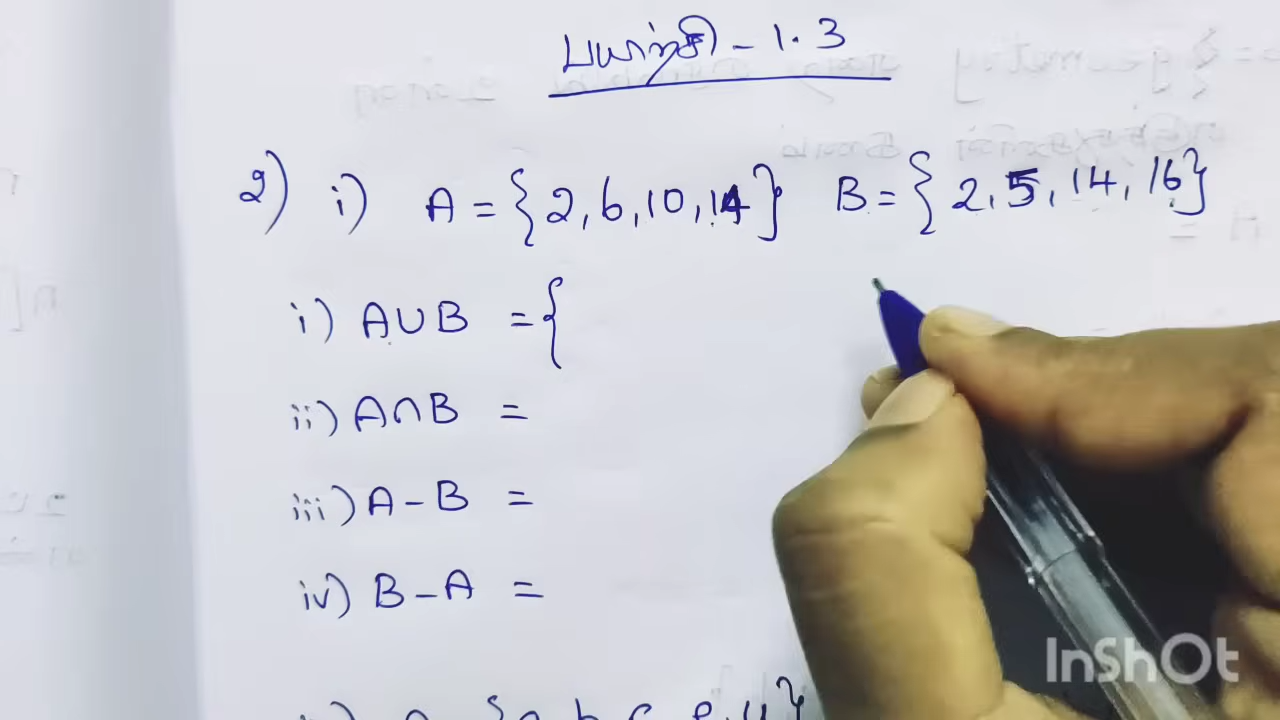 பயிற்சி - 1.3
2) i) A = {2, 6, 10, 14} B = {2, 5, 14, 16}
i) A∪B = {
ii) A∩B =
iii) A - B =
iv) B - A =
InShOt